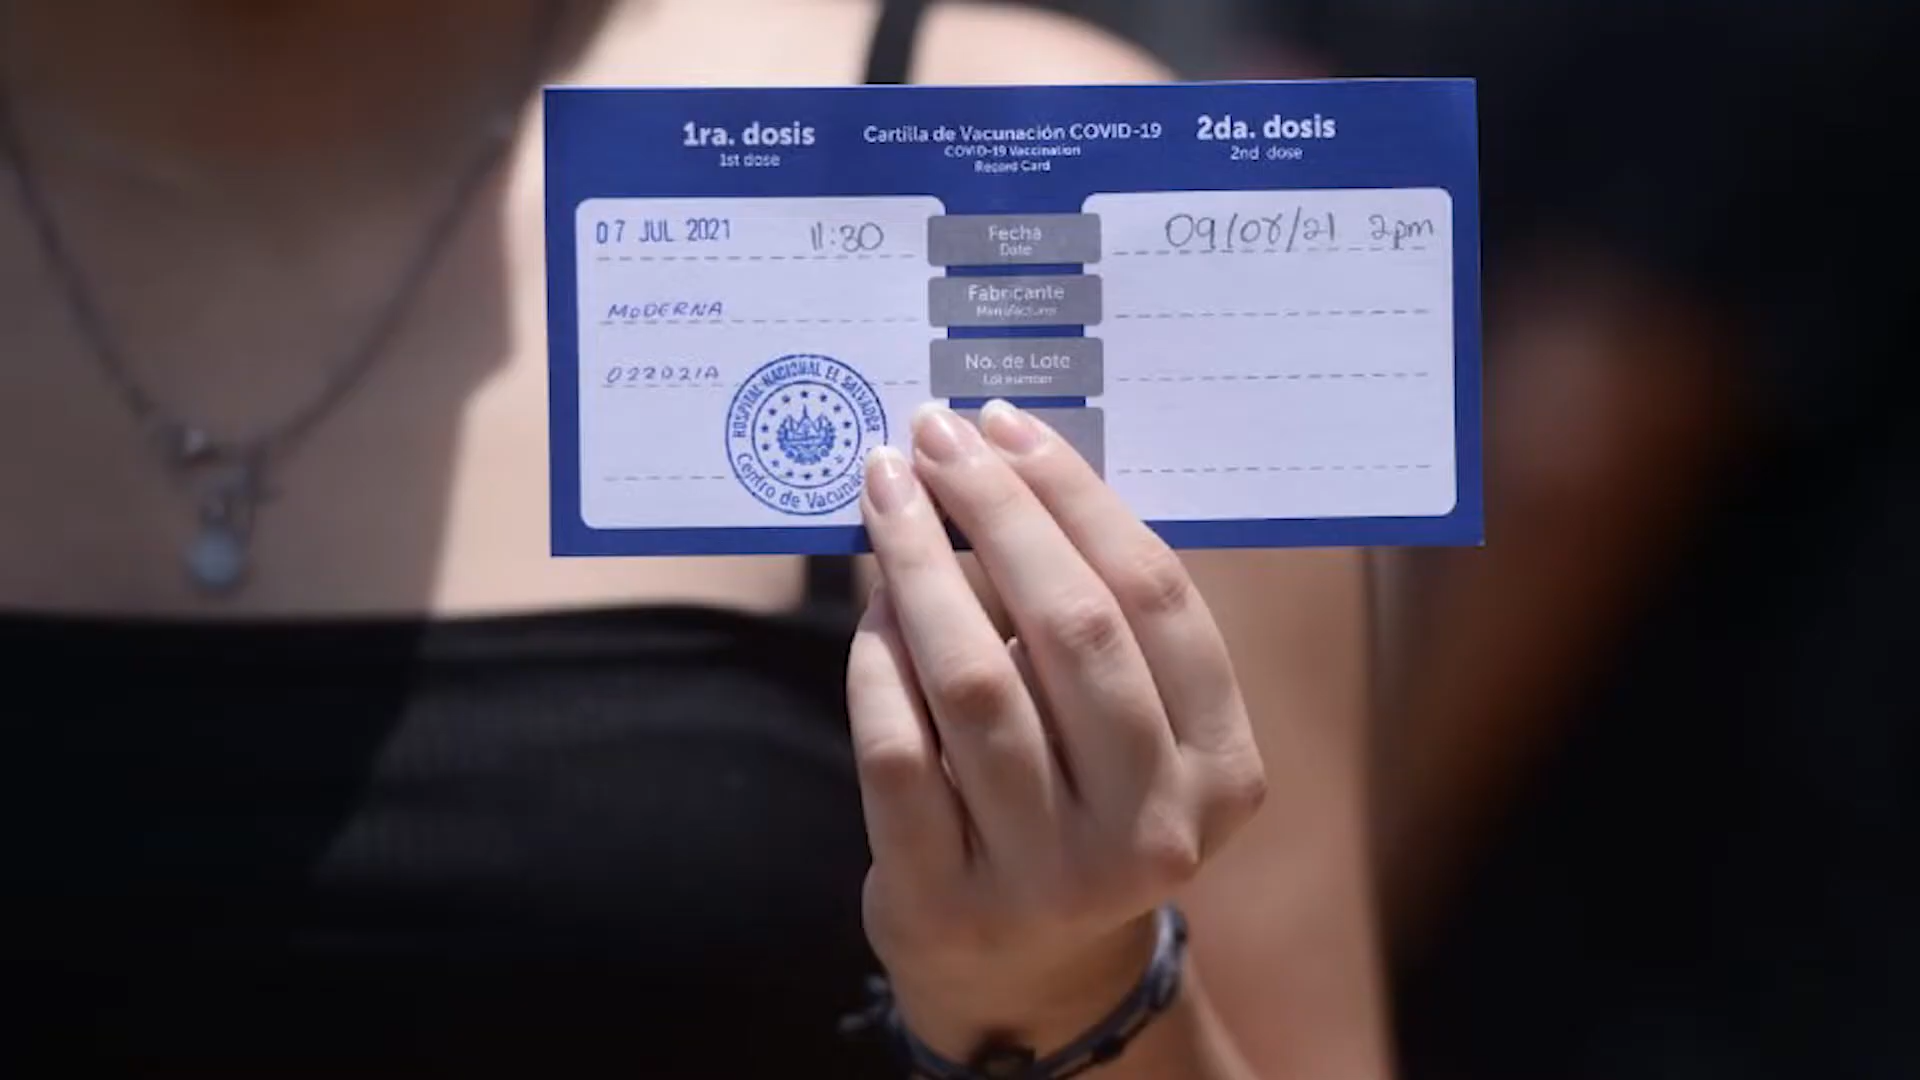 1ra. dosis
1st dose
Cartilla de Vacunación COVID-19
COVID-19 Vaccination
Record Card
2da. dosis
2nd dose
07 JUL 2021 11:30
Fecha
Date
09/08/21 2pm
MODERNA
Fabricante
Manufacturer
022021A
No. de Lote
Lot number
HOSPITAL NACIONAL EL SALVADOR
Centro de